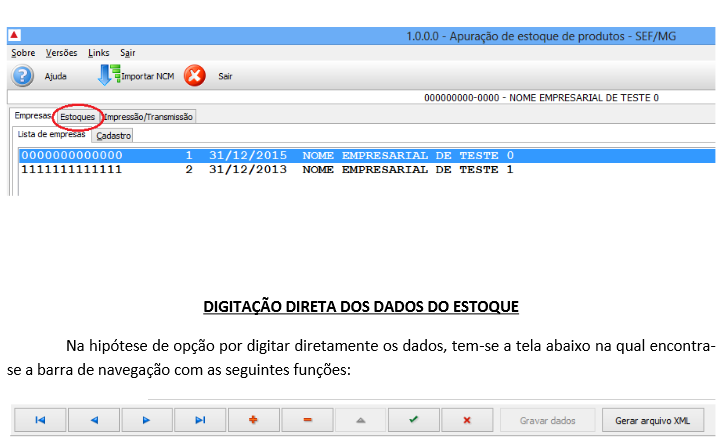 1.0.0.0 - Apuração de estoque de produtos - SEF/MG
Sobre Versões Links Sair
Ajuda Importar NCM Sair
000000000-0000 - NOME EMPRESARIAL DE TESTE 0
Empresas Estoques Impressão/Transmissão
Lista de empresas Cadastro
0000000000000 1 31/12/2015 NOME EMPRESARIAL DE TESTE 0
1111111111111 2 31/12/2013 NOME EMPRESARIAL DE TESTE 1
DIGITAÇÃO DIRETA DOS DADOS DO ESTOQUE
Na hipótese de opção por digitar diretamente os dados, tem-se a tela abaixo na qual encontra-
se a barra de navegação com as seguintes funções:
Gravar dados Gerar arquivo XML